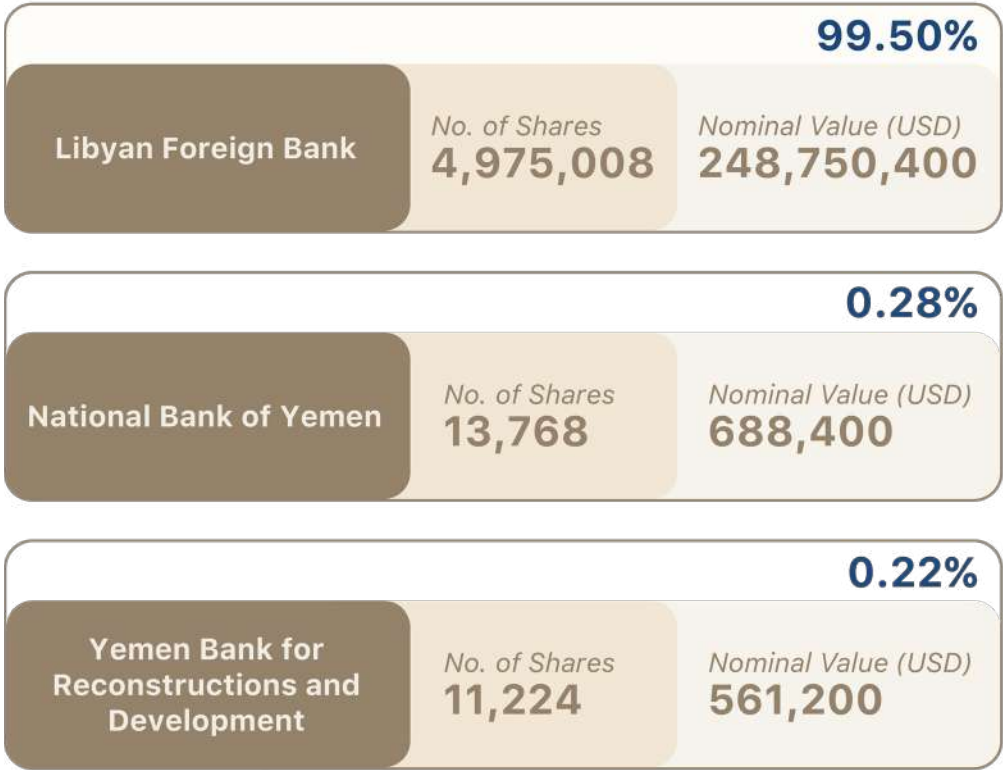 99.50%
Libyan Foreign Bank
No. of Shares
4,975,008
Nominal Value (USD)
248,750,400
0.28%
National Bank of Yemen
No. of Shares
13,768
Nominal Value (USD)
688,400
0.22%
Yemen Bank for
Reconstructions and
Development
No. of Shares
11,224
Nominal Value (USD)
561,200